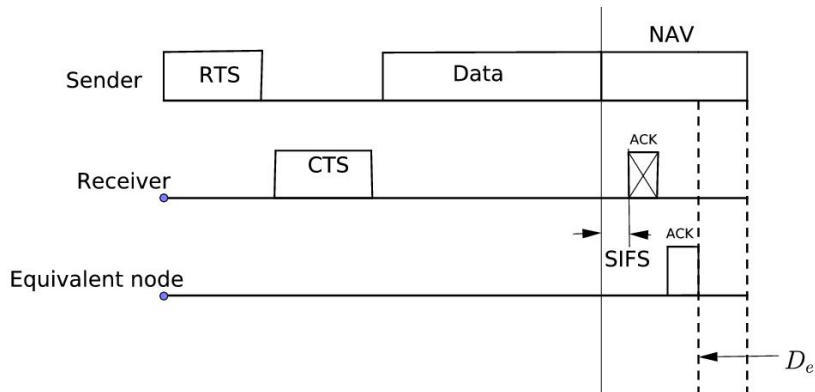 NAV
Sender
RTS
Data
ACK
Receiver
CTS
ACK
SIFS
Equivalent node
D_e